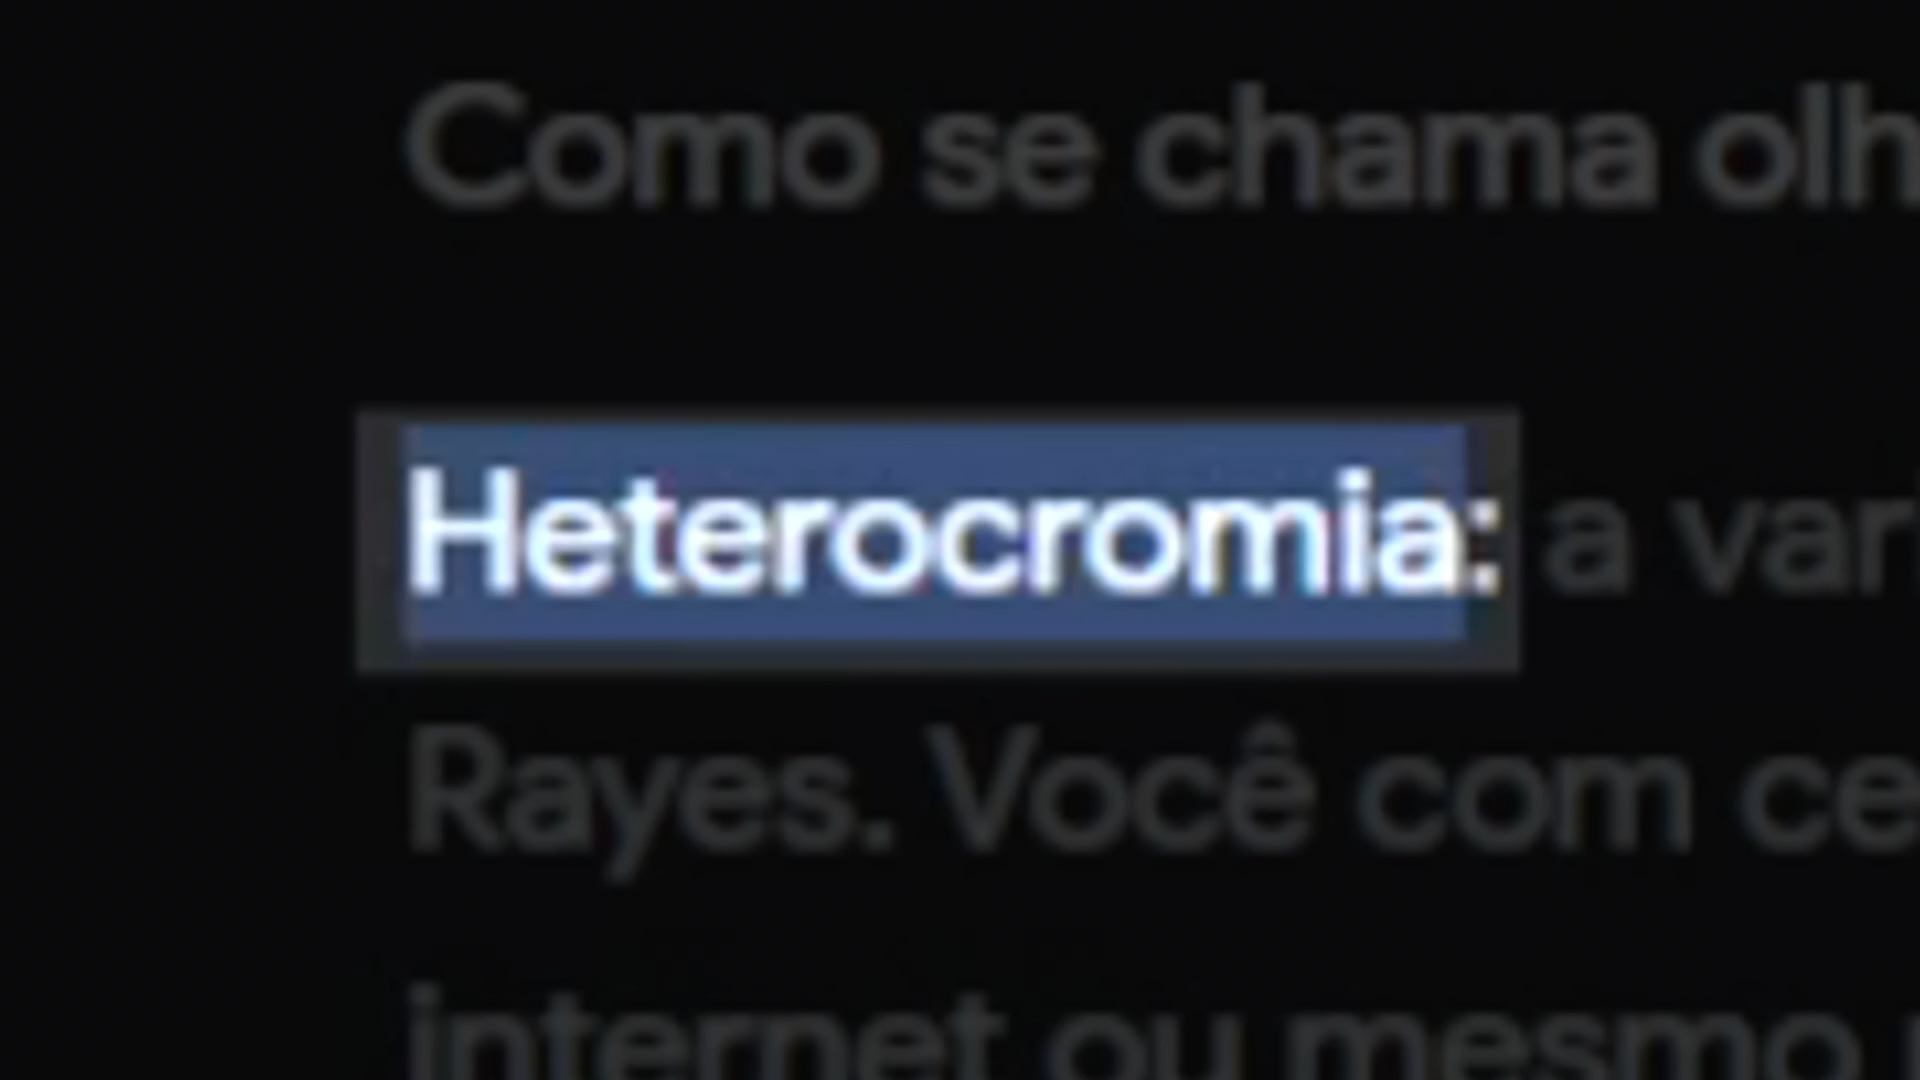 Como se chama olh
Heterocromia: a vari
Rayes. Você com ce
internet ou mesmo